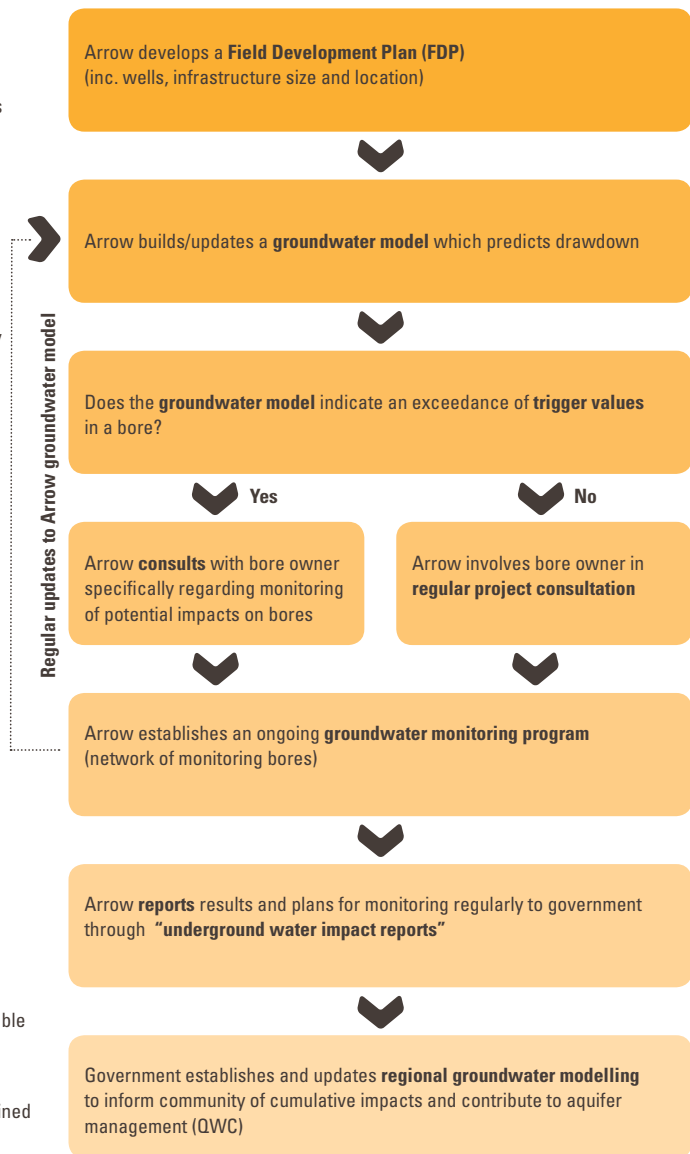 Arrow develops a Field Development Plan (FDP)
(inc. wells, infrastructure size and location)
Arrow builds/updates a groundwater model which predicts drawdown
Regular updates to Arrow groundwater model
Does the groundwater model indicate an exceedance of trigger values
in a bore?
Yes
No
Arrow consults with bore owner
specifically regarding monitoring
of potential impacts on bores
Arrow involves bore owner in
regular project consultation
Arrow establishes an ongoing groundwater monitoring program
(network of monitoring bores)
Arrow reports results and plans for monitoring regularly to government
through “underground water impact reports”
Government establishes and updates regional groundwater modelling
to inform community of cumulative impacts and contribute to aquifer
management (QWC)